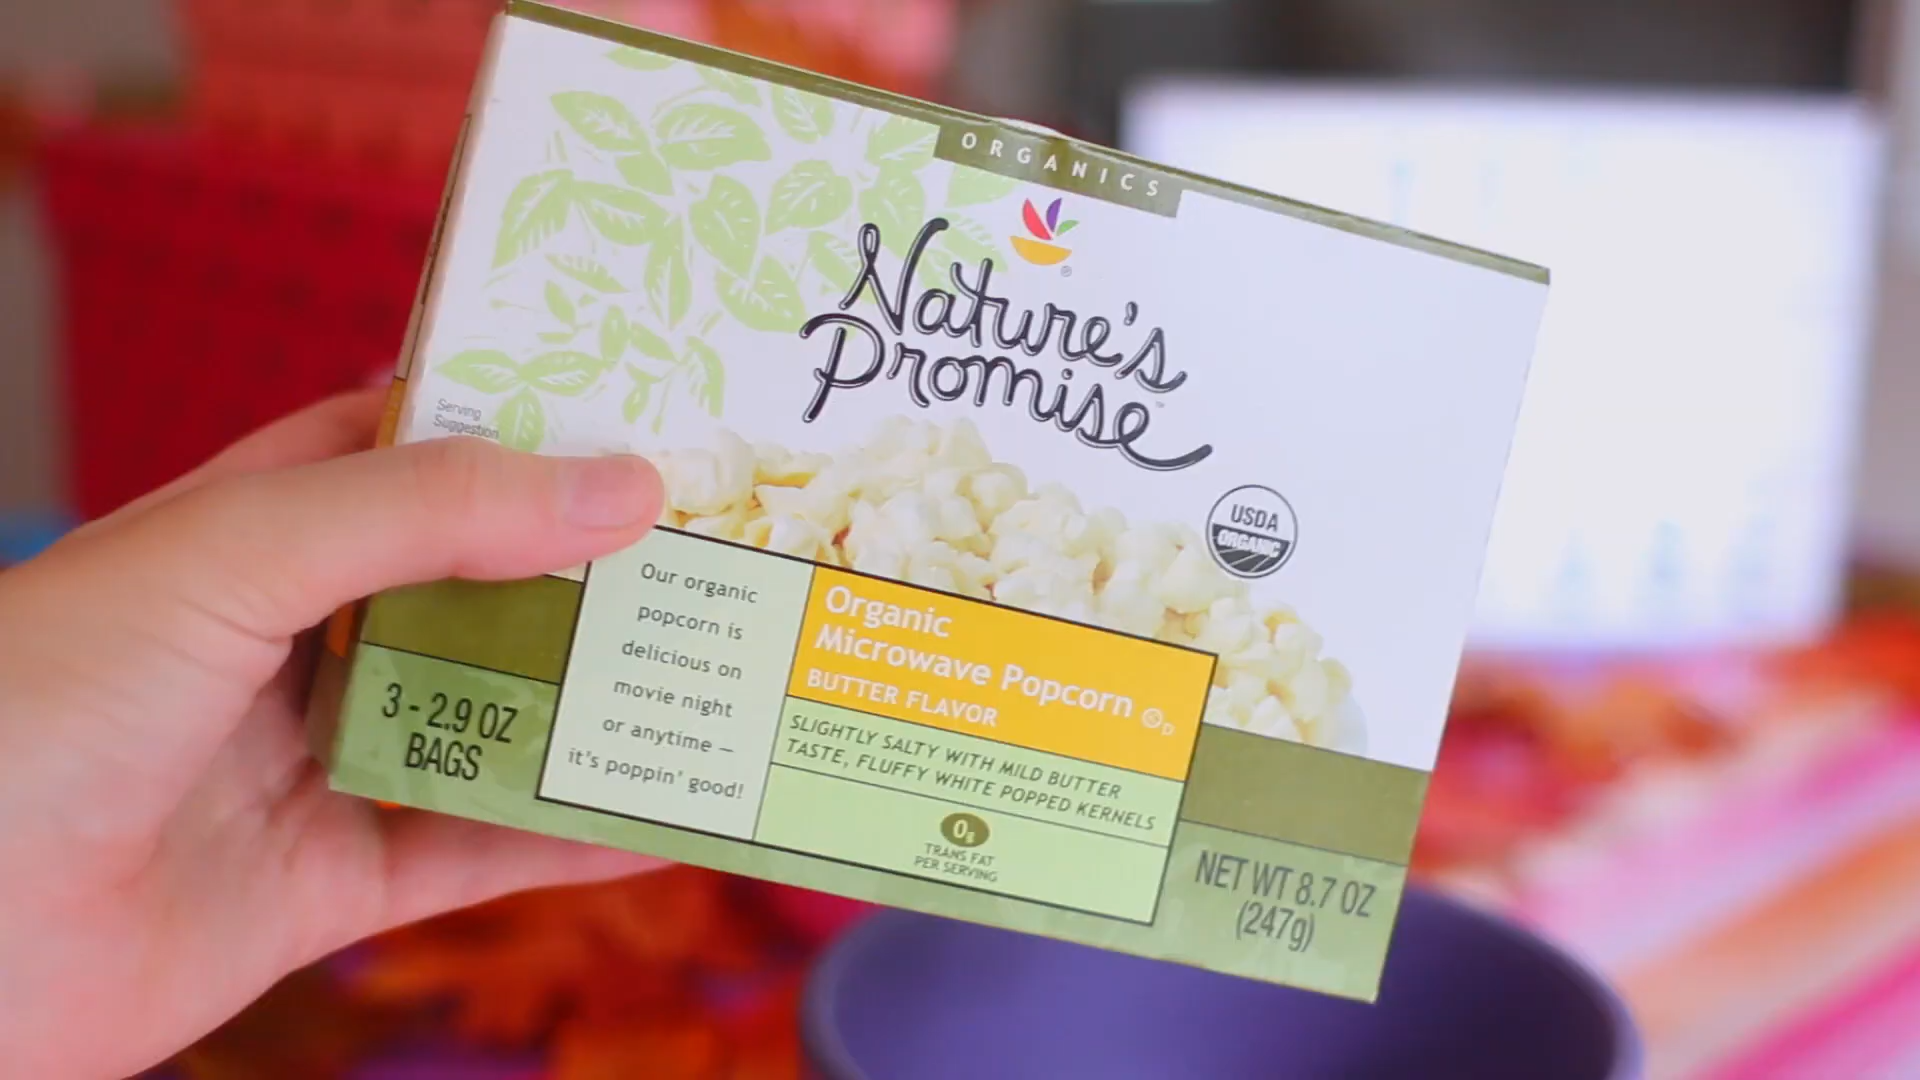 ORGANICS
Nature's
Promise™
®
Serving
Suggestion
USDA
ORGANIC
Our organic
popcorn is
delicious on
movie night
or anytime –
it's poppin' good!
Organic
Microwave Popcorn
BUTTER FLAVOR
SLIGHTLY SALTY WITH MILD BUTTER
TASTE, FLUFFY WHITE POPPED KERNELS
0g
TRANS FAT
PER SERVING
3 - 2.9 OZ
BAGS
NET WT 8.7 OZ
(247g)